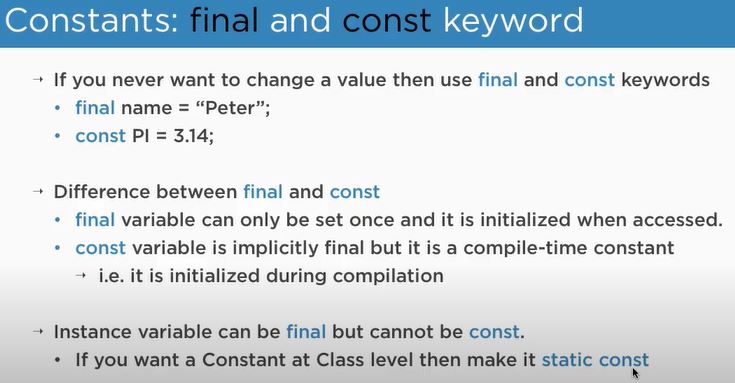 Constants: final and const keyword
→ If you never want to change a value then use final and const keywords
• final name = “Peter”;
• const PI = 3.14;
→ Difference between final and const
• final variable can only be set once and it is initialized when accessed.
• const variable is implicitly final but it is a compile-time constant
→ i.e. it is initialized during compilation
→ Instance variable can be final but cannot be const.
• If you want a Constant at Class level then make it static const